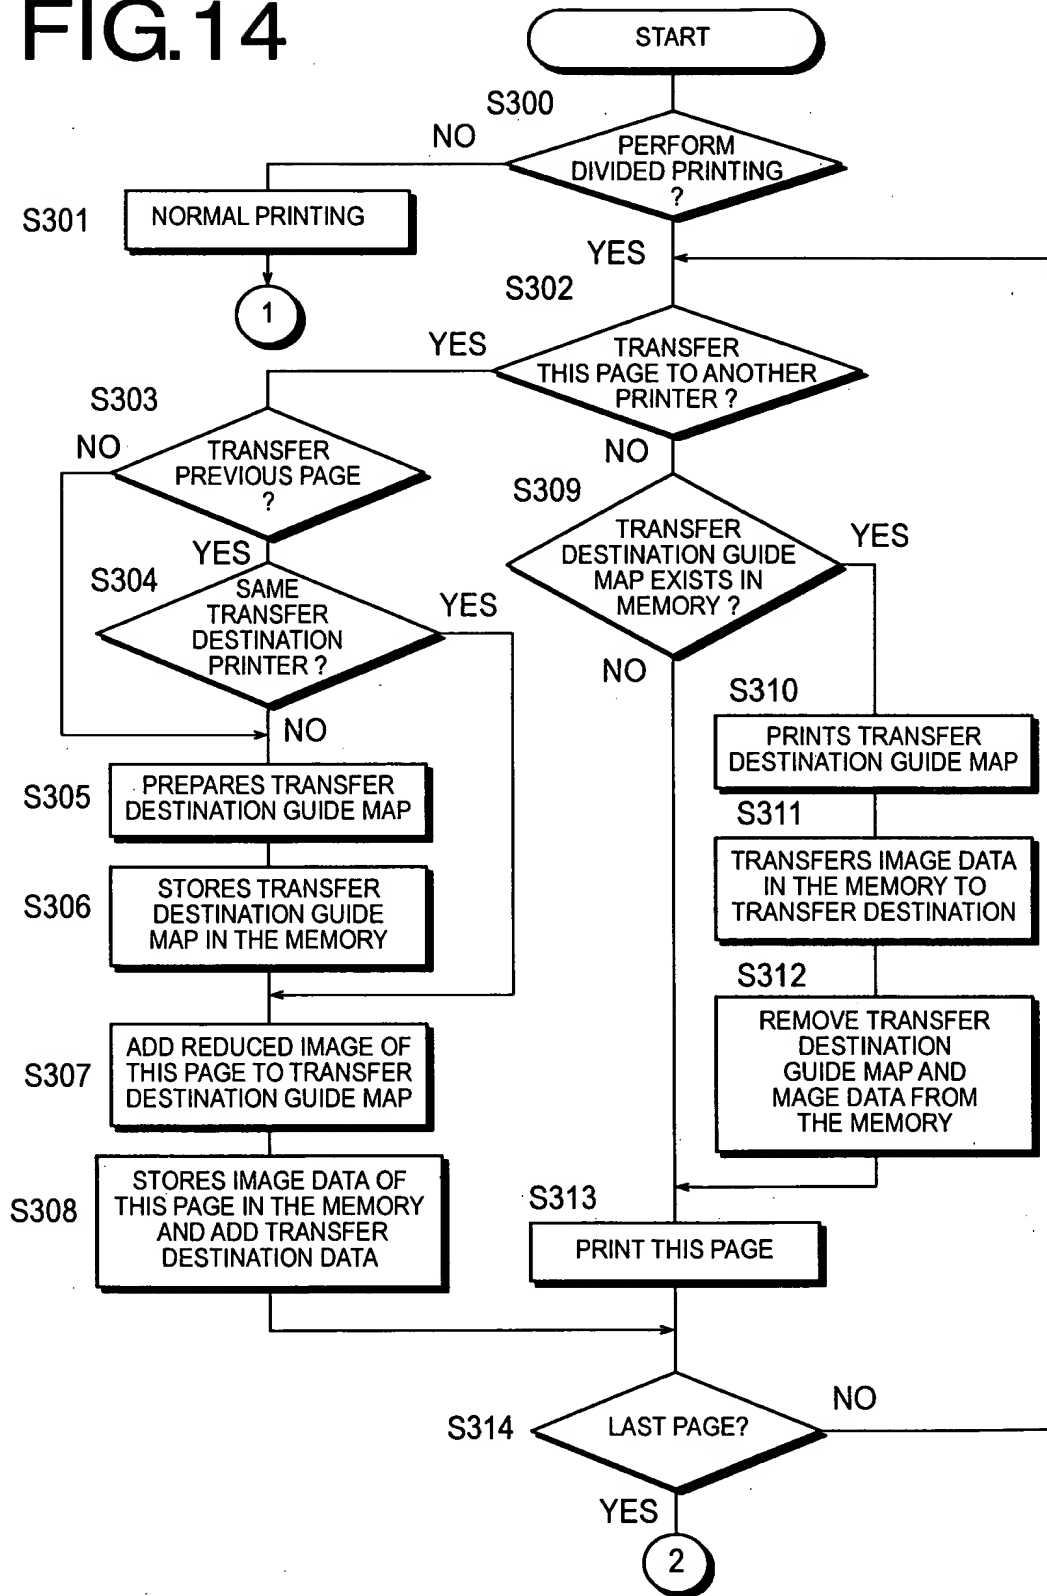 FIG.14
START
S300
NO
PERFORM
DIVIDED PRINTING
?
S301
NORMAL PRINTING
YES
1
S302
YES
TRANSFER
THIS PAGE TO ANOTHER
PRINTER ?
S303
NO
TRANSFER
PREVIOUS PAGE
?
NO
S309
YES
TRANSFER
DESTINATION GUIDE
MAP EXISTS IN
MEMORY ?
YES
S304
SAME
TRANSFER
DESTINATION
PRINTER ?
YES
NO
NO
S310
PRINTS TRANSFER
DESTINATION GUIDE MAP
S305
PREPARES TRANSFER
DESTINATION GUIDE MAP
S311
TRANSFERS IMAGE DATA
IN THE MEMORY TO
TRANSFER DESTINATION
S306
STORES TRANSFER
DESTINATION GUIDE
MAP IN THE MEMORY
S312
REMOVE TRANSFER
DESTINATION
GUIDE MAP AND
MAGE DATA FROM
THE MEMORY
S307
ADD REDUCED IMAGE OF
THIS PAGE TO TRANSFER
DESTINATION GUIDE MAP
S308
STORES IMAGE DATA OF
THIS PAGE IN THE MEMORY
AND ADD TRANSFER
DESTINATION DATA
S313
PRINT THIS PAGE
S314
LAST PAGE?
NO
YES
2